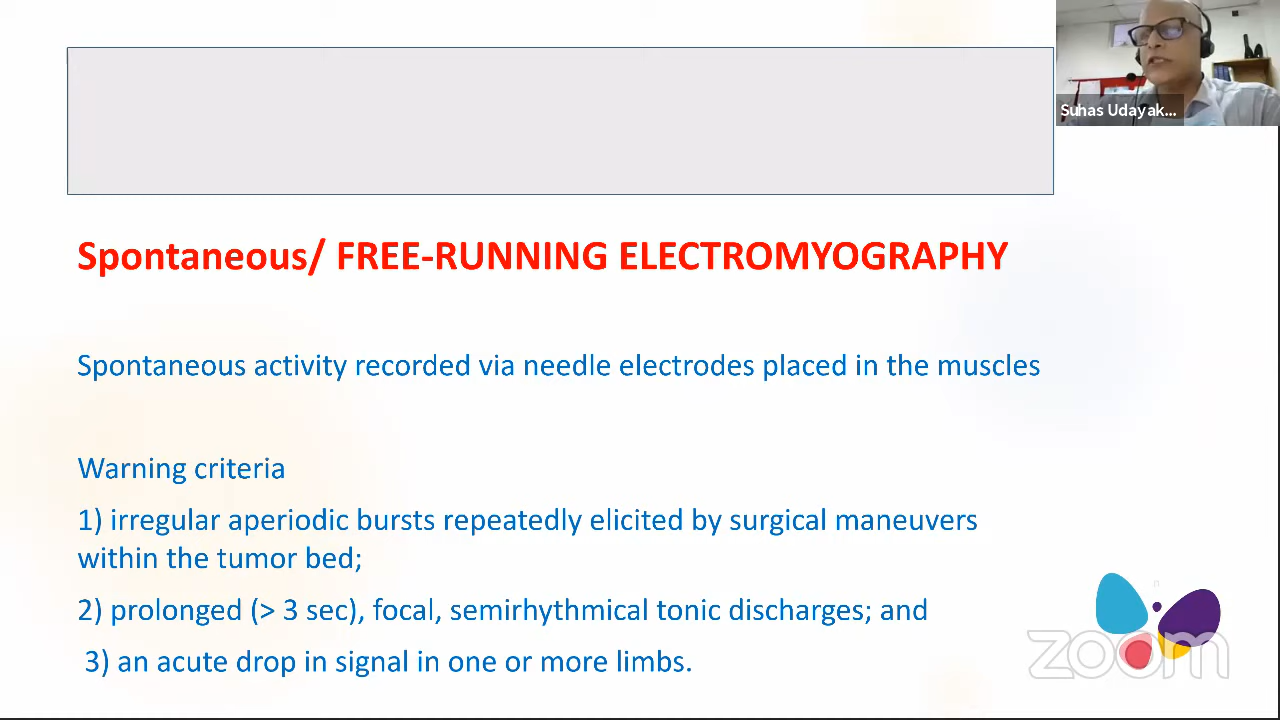 Suhas Udayak...
Spontaneous/ FREE-RUNNING ELECTROMYOGRAPHY
Spontaneous activity recorded via needle electrodes placed in the muscles
Warning criteria
1) irregular aperiodic bursts repeatedly elicited by surgical maneuvers
within the tumor bed;
2) prolonged (> 3 sec), focal, semirhythmical tonic discharges; and
3) an acute drop in signal in one or more limbs.
n
zoom